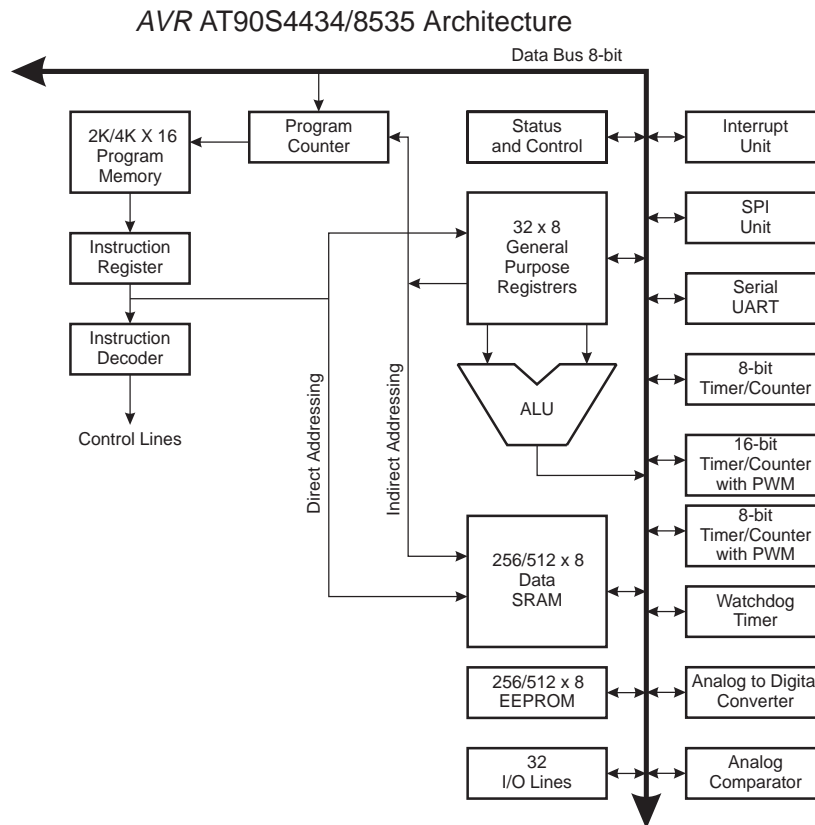 AVR AT90S4434/8535 Architecture
Data Bus 8-bit
2K/4K X 16
Program
Memory
Program
Counter
Status
and Control
Interrupt
Unit
32 x 8
General
Purpose
Registrers
SPI
Unit
Instruction
Register
Serial
UART
Instruction
Decoder
8-bit
Timer/Counter
ALU
Control Lines
Direct Addressing
Indirect Addressing
16-bit
Timer/Counter
with PWM
8-bit
Timer/Counter
with PWM
256/512 x 8
Data
SRAM
Watchdog
Timer
256/512 x 8
EEPROM
Analog to Digital
Converter
32
I/O Lines
Analog
Comparator